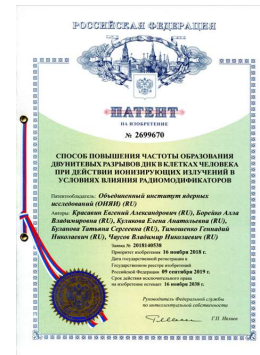 РОССИЙСКАЯ ФЕДЕРАЦИЯ
ПАТЕНТ
НА ИЗОБРЕТЕНИЕ
№ 2699670
СПОСОБ ПОВЫШЕНИЯ ЧАСТОТЫ ОБРАЗОВАНИЯ
ДВУНИТЕВЫХ РАЗРЫВОВ ДНК В КЛЕТКАХ ЧЕЛОВЕКА
ПРИ ДЕЙСТВИИ ИОНИЗИРУЮЩИХ ИЗЛУЧЕНИЙ В
УСЛОВИЯХ ВЛИЯНИЯ РАДИОМОДИФИКАТОРОВ
Патентообладатель: Объединенный институт ядерных
исследований (ОИЯИ) (RU)
Авторы: Красавин Евгений Александрович (RU), Борейко Алла
Владимировна (RU), Куликова Елена Анатольевна (RU),
Буланова Татьяна Сергеевна (RU), Тимошенко Геннадий
Николаевич (RU), Чаусов Владимир Николаевич (RU)
Заявка № 2018140538
Приоритет изобретения 16 ноября 2018 г.
Дата государственной регистрации в
Государственном реестре изобретений
Российской Федерации 09 сентября 2019 г.
Срок действия исключительного права
на изобретение истекает 16 ноября 2038 г.
Руководитель Федеральной службы
по интеллектуальной собственности
Г.П. Ивлиев